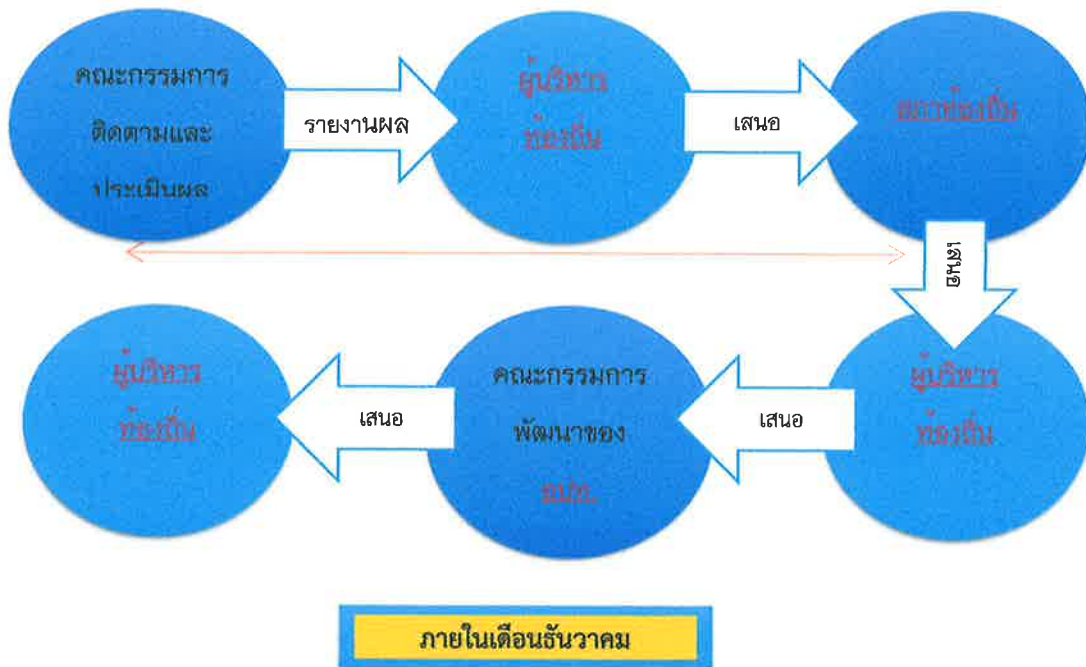 คณะกรรมการ
ติดตามและ
ประเมินผล
รายงานผล
ผู้บริหาร
ท้องถิ่น
เสนอ
สภาท้องถิ่น
เสนอ
ผู้บริหาร
ท้องถิ่น
เสนอ
คณะกรรมการ
พัฒนาของ
อปท.
เสนอ
ผู้บริหาร
ท้องถิ่น
ภายในเดือนธันวาคม